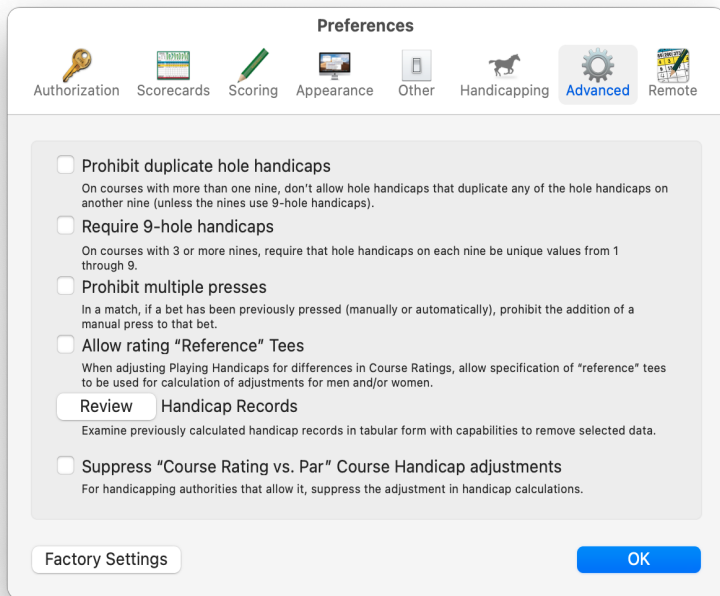 Preferences
Authorization Scorecards Scoring Appearance Other Handicapping Advanced Remote
Prohibit duplicate hole handicaps
On courses with more than one nine, don’t allow hole handicaps that duplicate any of the hole handicaps on
another nine (unless the nines use 9-hole handicaps).
Require 9-hole handicaps
On courses with 3 or more nines, require that hole handicaps on each nine be unique values from 1
through 9.
Prohibit multiple presses
In a match, if a bet has been previously pressed (manually or automatically), prohibit the addition of a
manual press to that bet.
Allow rating “Reference” Tees
When adjusting Playing Handicaps for differences in Course Ratings, allow specification of “reference” tees
to be used for calculation of adjustments for men and/or women.
Review Handicap Records
Examine previously calculated handicap records in tabular form with capabilities to remove selected data.
Suppress “Course Rating vs. Par” Course Handicap adjustments
For handicapping authorities that allow it, suppress the adjustment in handicap calculations.
Factory Settings OK